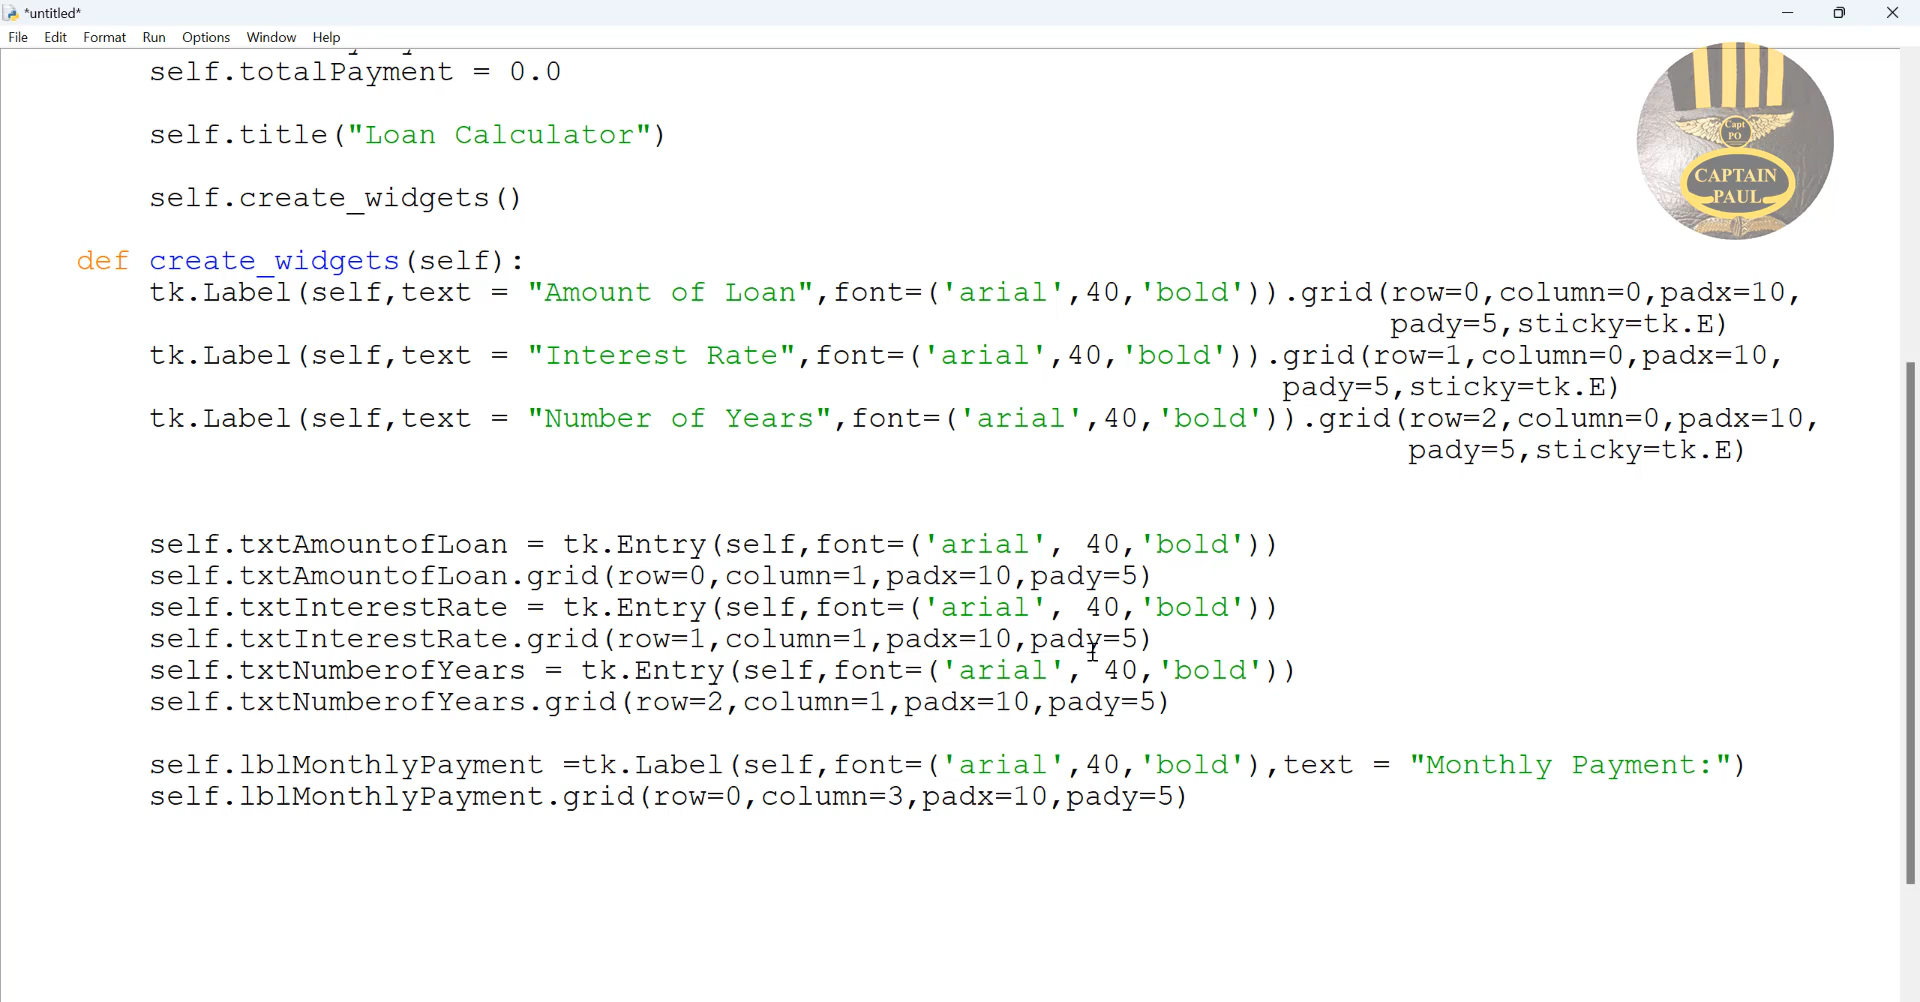 *untitled*
File Edit Format Run Options Window Help
self.totalPayment = 0.0
self.title("Loan Calculator")
self.create_widgets()
def create_widgets(self):
tk.Label(self,text = "Amount of Loan",font=('arial',40,'bold')).grid(row=0,column=0,padx=10,
pady=5,sticky=tk.E)
tk.Label(self,text = "Interest Rate",font=('arial',40,'bold')).grid(row=1,column=0,padx=10,
pady=5,sticky=tk.E)
tk.Label(self,text = "Number of Years",font=('arial',40,'bold')).grid(row=2,column=0,padx=10,
pady=5,sticky=tk.E)
self.txtAmountofLoan = tk.Entry(self,font=('arial', 40,'bold'))
self.txtAmountofLoan.grid(row=0,column=1,padx=10,pady=5)
self.txtInterestRate = tk.Entry(self,font=('arial', 40,'bold'))
self.txtInterestRate.grid(row=1,column=1,padx=10,pady=5)
self.txtNumberofYears = tk.Entry(self,font=('arial', 40,'bold'))
self.txtNumberofYears.grid(row=2,column=1,padx=10,pady=5)
self.lblMonthlyPayment =tk.Label(self,font=('arial',40,'bold'),text = "Monthly Payment:")
self.lblMonthlyPayment.grid(row=0,column=3,padx=10,pady=5)
Capt
PO
CAPTAIN
PAUL